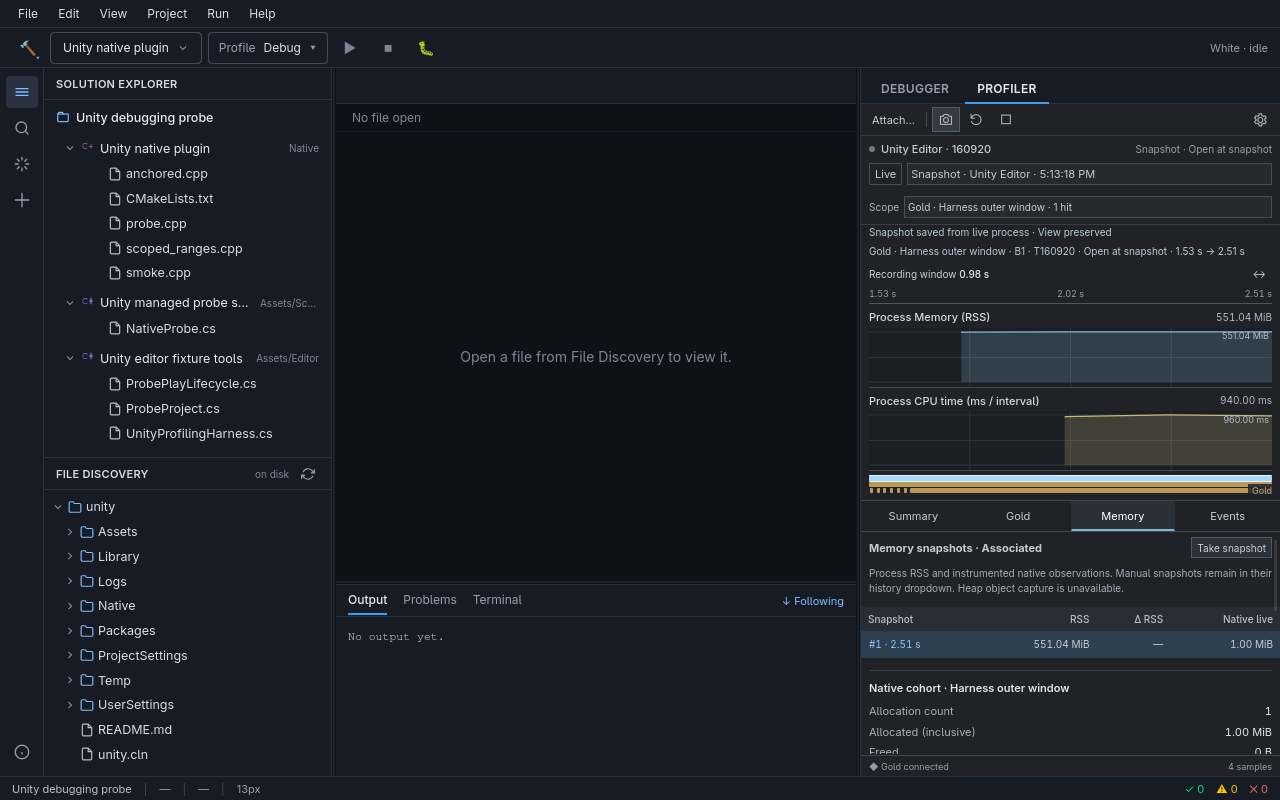 File Edit View Project Run Help
Unity native plugin
Profile Debug
White · idle
SOLUTION EXPLORER
Unity debugging probe
Unity native plugin Native
anchored.cpp
CMakeLists.txt
probe.cpp
scoped_ranges.cpp
smoke.cpp
Unity managed probe s... Assets/Sc...
NativeProbe.cs
Unity editor fixture tools Assets/Editor
ProbePlayLifecycle.cs
ProbeProject.cs
UnityProfilingHarness.cs
FILE DISCOVERY on disk
unity
Assets
Library
Logs
Native
Packages
ProjectSettings
Temp
UserSettings
README.md
unity.cln
No file open
Open a file from File Discovery to view it.
Output Problems Terminal ↓ Following
No output yet.
DEBUGGER PROFILER
Attach...
Unity Editor · 160920 Snapshot · Open at snapshot
Live Snapshot · Unity Editor · 5:13:18 PM
Scope Gold · Harness outer window · 1 hit
Snapshot saved from live process · View preserved
Gold · Harness outer window · B1 · T160920 · Open at snapshot · 1.53 s → 2.51 s
Recording window 0.98 s
1.53 s 2.02 s 2.51 s
Process Memory (RSS) 551.04 MiB
551.04 MiB
Process CPU time (ms / interval) 940.00 ms
960.00 ms
Gold
Summary Gold Memory Events
Memory snapshots · Associated Take snapshot
Process RSS and instrumented native observations. Manual snapshots remain in their
history dropdown. Heap object capture is unavailable.
Snapshot RSS Δ RSS Native live
#1 · 2.51 s 551.04 MiB — 1.00 MiB
Native cohort · Harness outer window
Allocation count 1
Allocated (inclusive) 1.00 MiB
Freed 0 B
Gold connected 4 samples
Unity debugging probe — — 13px 0 0 0